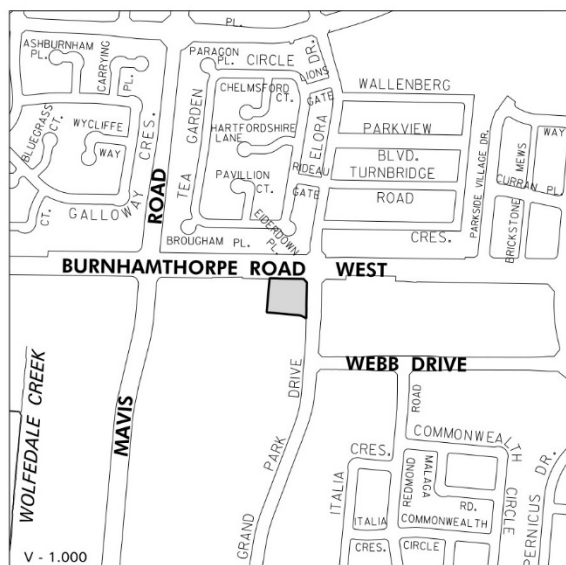 PL.
ASHBURNHAM
PL.
CARRYING
PL.
PARAGON
PL.
CIRCLE
DR.
LIONS
GATE
WALLENBERG
CHELMSFORD
CT.
BLUEGRASS
CT.
WYCLIFFE
WAY
CRES.
TEA GARDEN
HARTFORDSHIRE
LANE
ELORA
PARKVIEW
BLVD.
TURNBRIDGE
RIDEAU
GATE
ROAD
CRES.
PARKSIDE VILLAGE DR.
MEWS
WAY
CURRAN PL.
BRICKSTONE
PAVILLION
CT.
EIDERDOWN
PL.
GALLOWAY
CT.
ROAD
BROUGHAM PL.
BURNHAMTHORPE ROAD WEST
WEBB DRIVE
WOLFEDALE CREEK
MAVIS
GRAND PARK DRIVE
ROAD
COMMONWEALTH
CIRCLE
CRES.
ITALIA
REDMOND
MALAGA
RD.
ITALIA
COMMONWEALTH
CRES.
CIRCLE
DR.
PERIVALE
V - 1.000